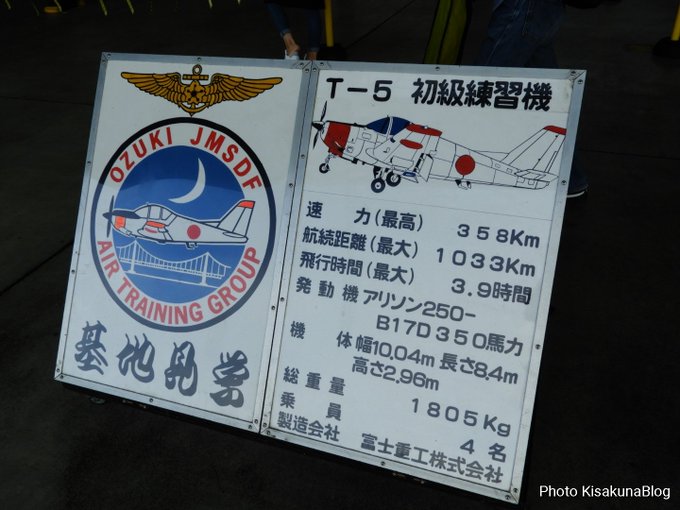 OZUKI JMSDF
AIR TRAINING GROUP
基地見学
T-5 初級練習機
速力(最高) 358Km
航続距離(最大) 1033Km
飛行時間(最大) 3.9時間
発動機 アリソン250-
B17D350馬力
機体 幅10.04m 長さ8.4m
高さ2.96m
総重量 1805Kg
乗員 4名
製造会社 富士重工株式会社
Photo KisakunaBlog